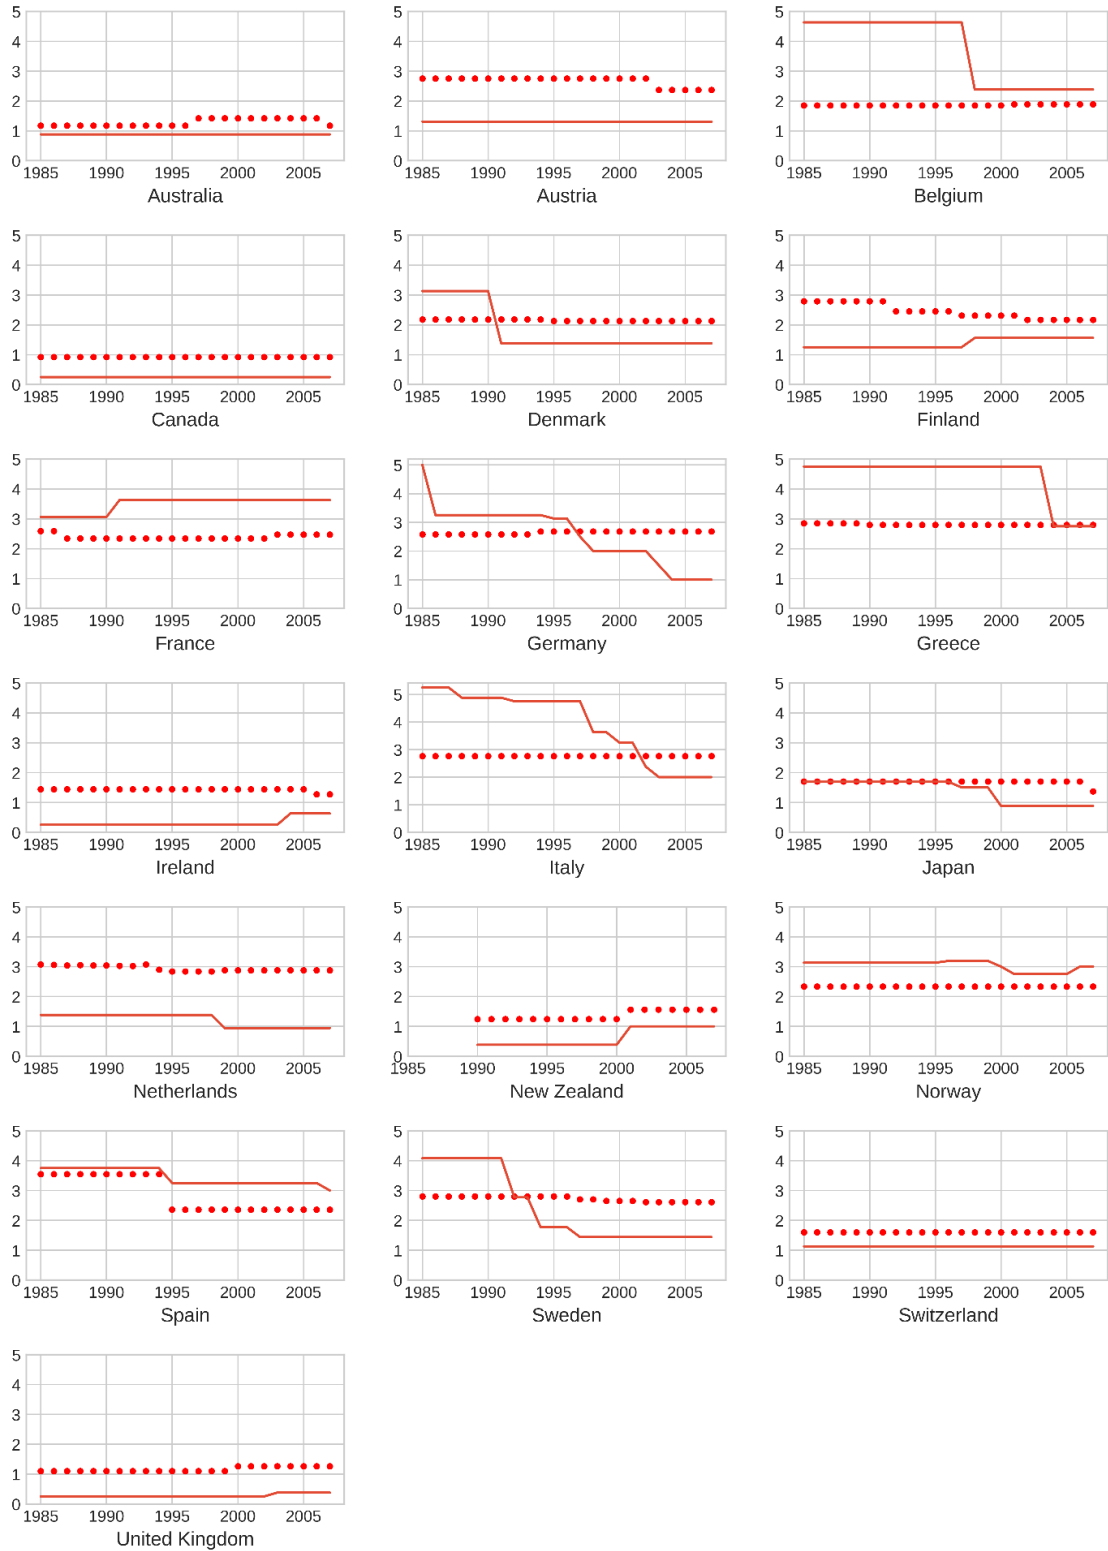 5 5 5
4 4 4
3 3 3
2 2 2
1 1 1
0 0 0
1985 1990 1995 2000 2005 1985 1990 1995 2000 2005 1985 1990 1995 2000 2005
Australia Austria Belgium
5 5 5
4 4 4
3 3 3
2 2 2
1 1 1
0 0 0
1985 1990 1995 2000 2005 1985 1990 1995 2000 2005 1985 1990 1995 2000 2005
Canada Denmark Finland
5 5 5
4 4 4
3 3 3
2 2 2
1 1 1
0 0 0
1985 1990 1995 2000 2005 1985 1990 1995 2000 2005 1985 1990 1995 2000 2005
France Germany Greece
5 5 5
4 4 4
3 3 3
2 2 2
1 1 1
0 0 0
1985 1990 1995 2000 2005 1985 1990 1995 2000 2005 1985 1990 1995 2000 2005
Ireland Italy Japan
5 5 5
4 4 4
3 3 3
2 2 2
1 1 1
0 0 0
1985 1990 1995 2000 2005 1985 1990 1995 2000 2005 1985 1990 1995 2000 2005
Netherlands New Zealand Norway
5 5 5
4 4 4
3 3 3
2 2 2
1 1 1
0 0 0
1985 1990 1995 2000 2005 1985 1990 1995 2000 2005 1985 1990 1995 2000 2005
Spain Sweden Switzerland
5
4
3
2
1
0
1985 1990 1995 2000 2005
United Kingdom